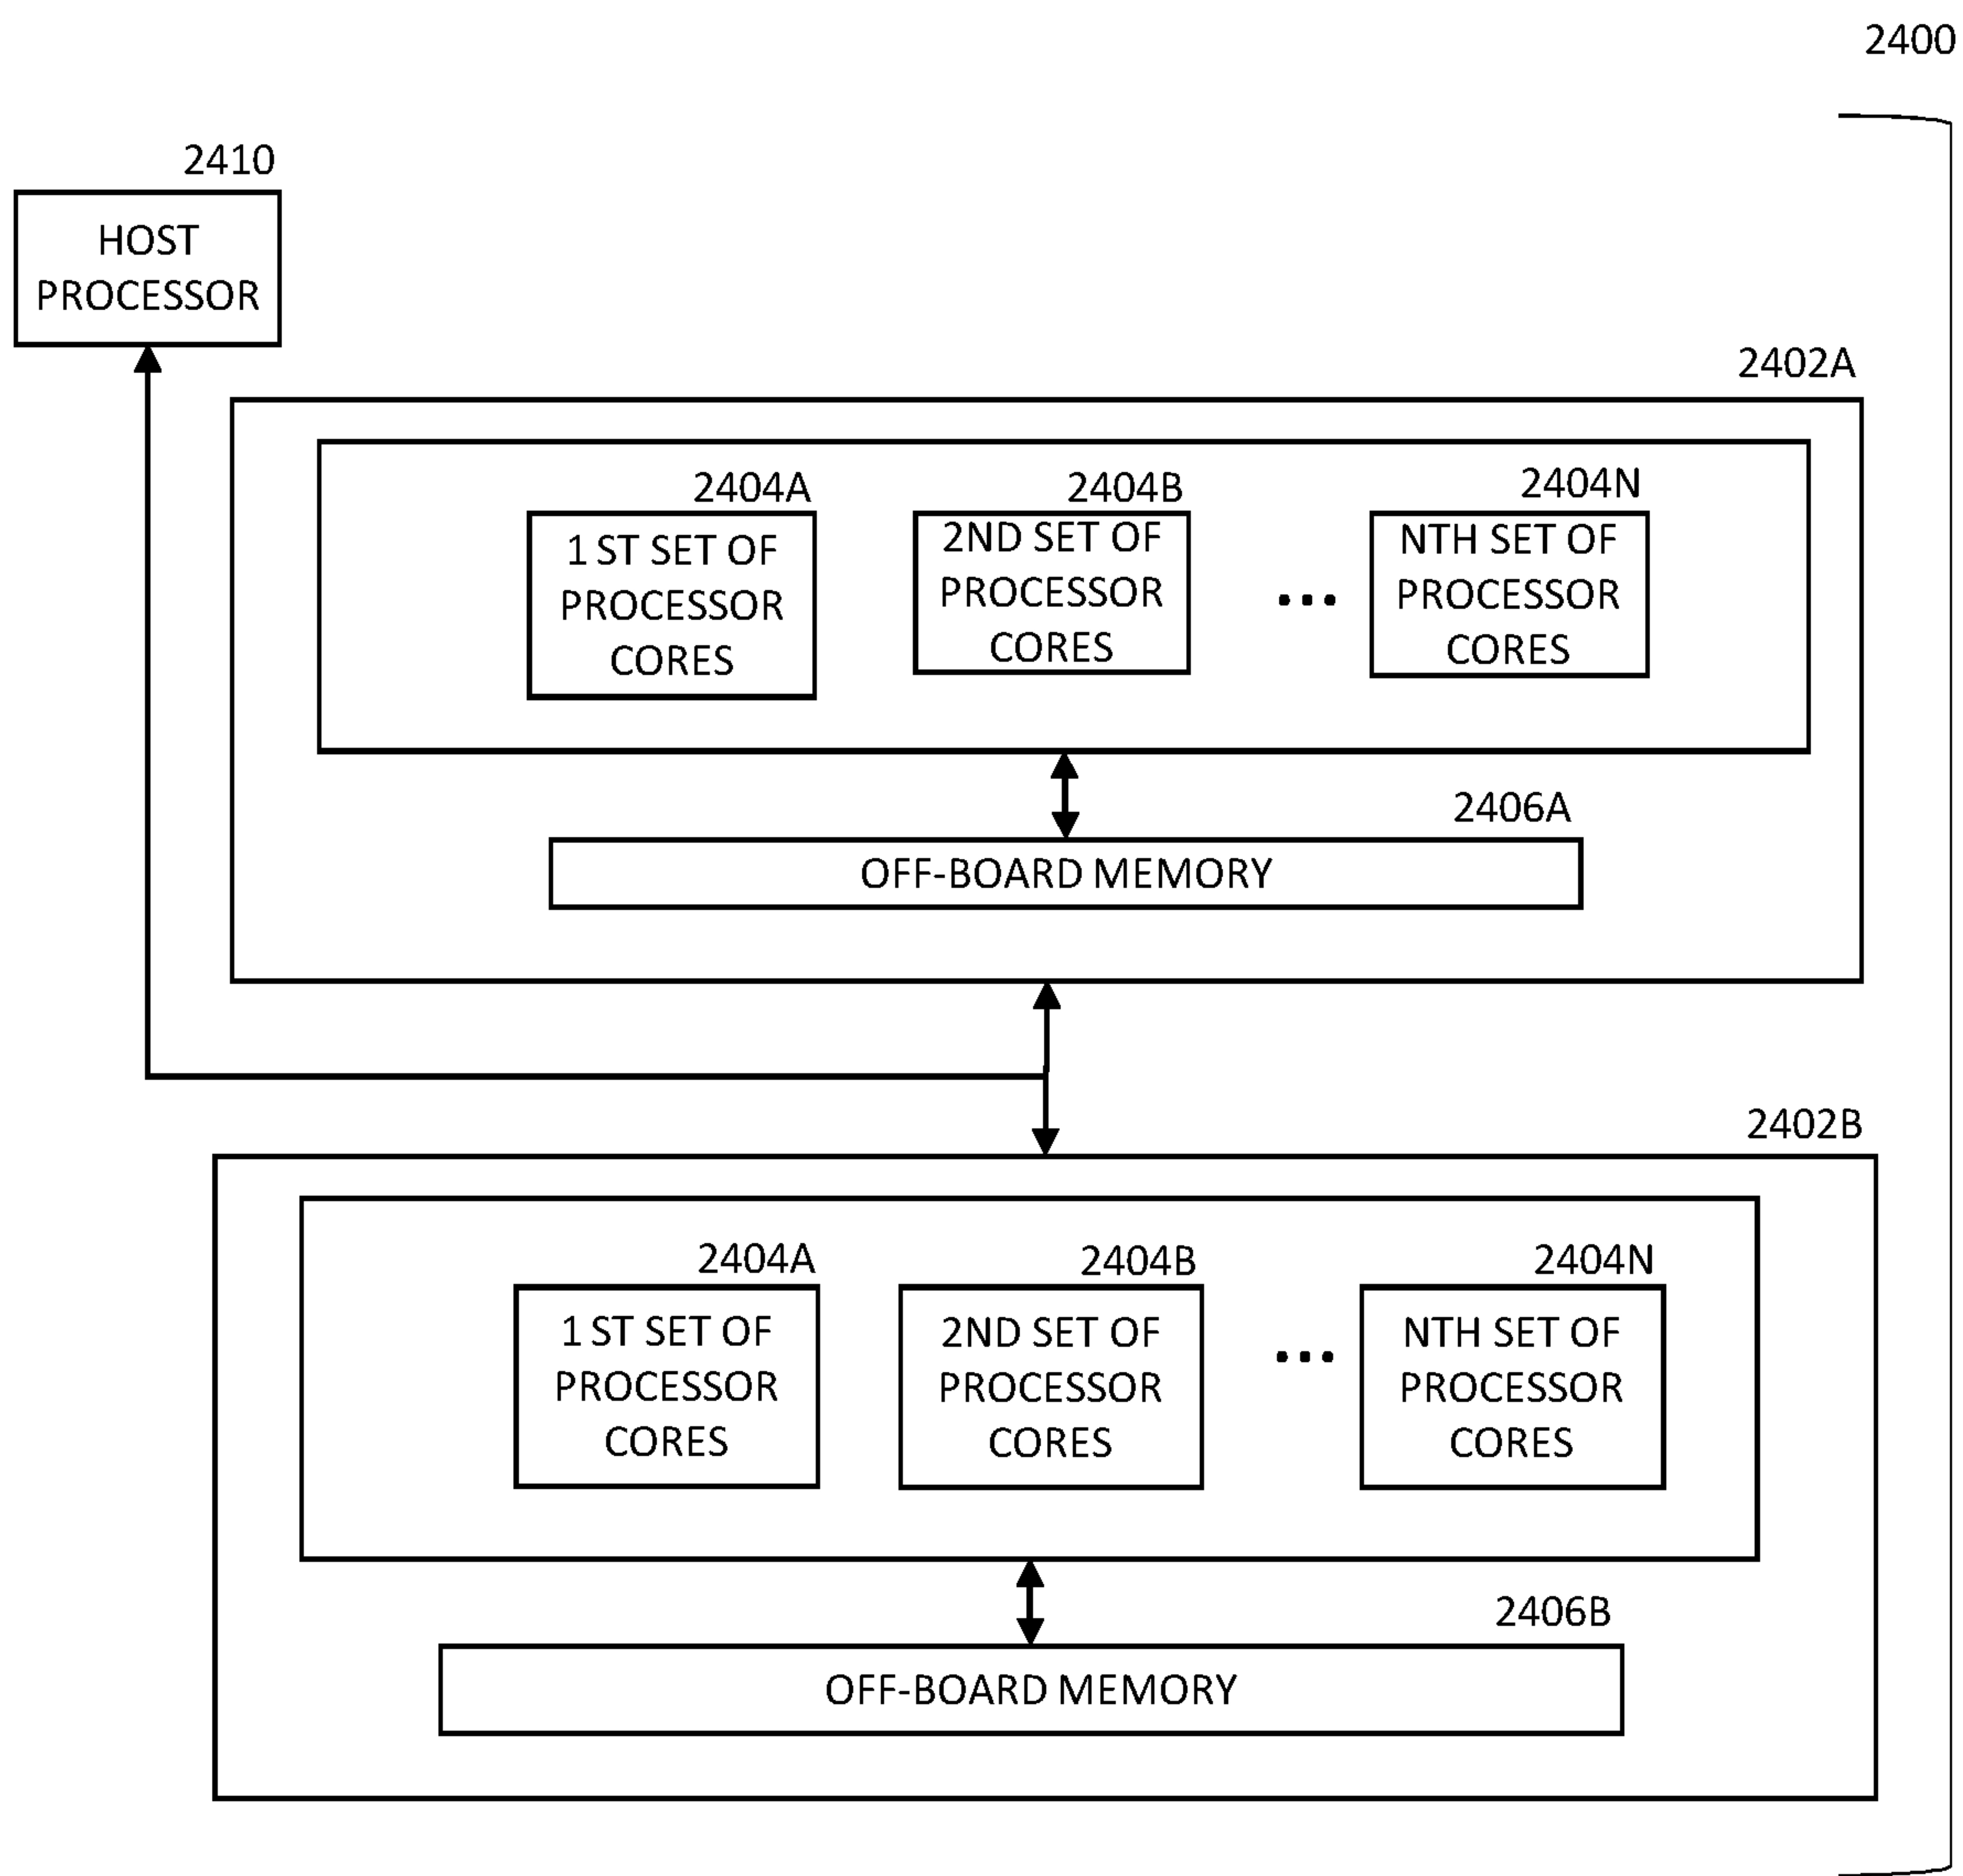 2400
2410
HOST
PROCESSOR
2402A
2404A
1 ST SET OF
PROCESSOR
CORES
2404B
2ND SET OF
PROCESSOR
CORES
...
2404N
NTH SET OF
PROCESSOR
CORES
2406A
OFF-BOARD MEMORY
2402B
2404A
1 ST SET OF
PROCESSOR
CORES
2404B
2ND SET OF
PROCESSOR
CORES
...
2404N
NTH SET OF
PROCESSOR
CORES
2406B
OFF-BOARD MEMORY